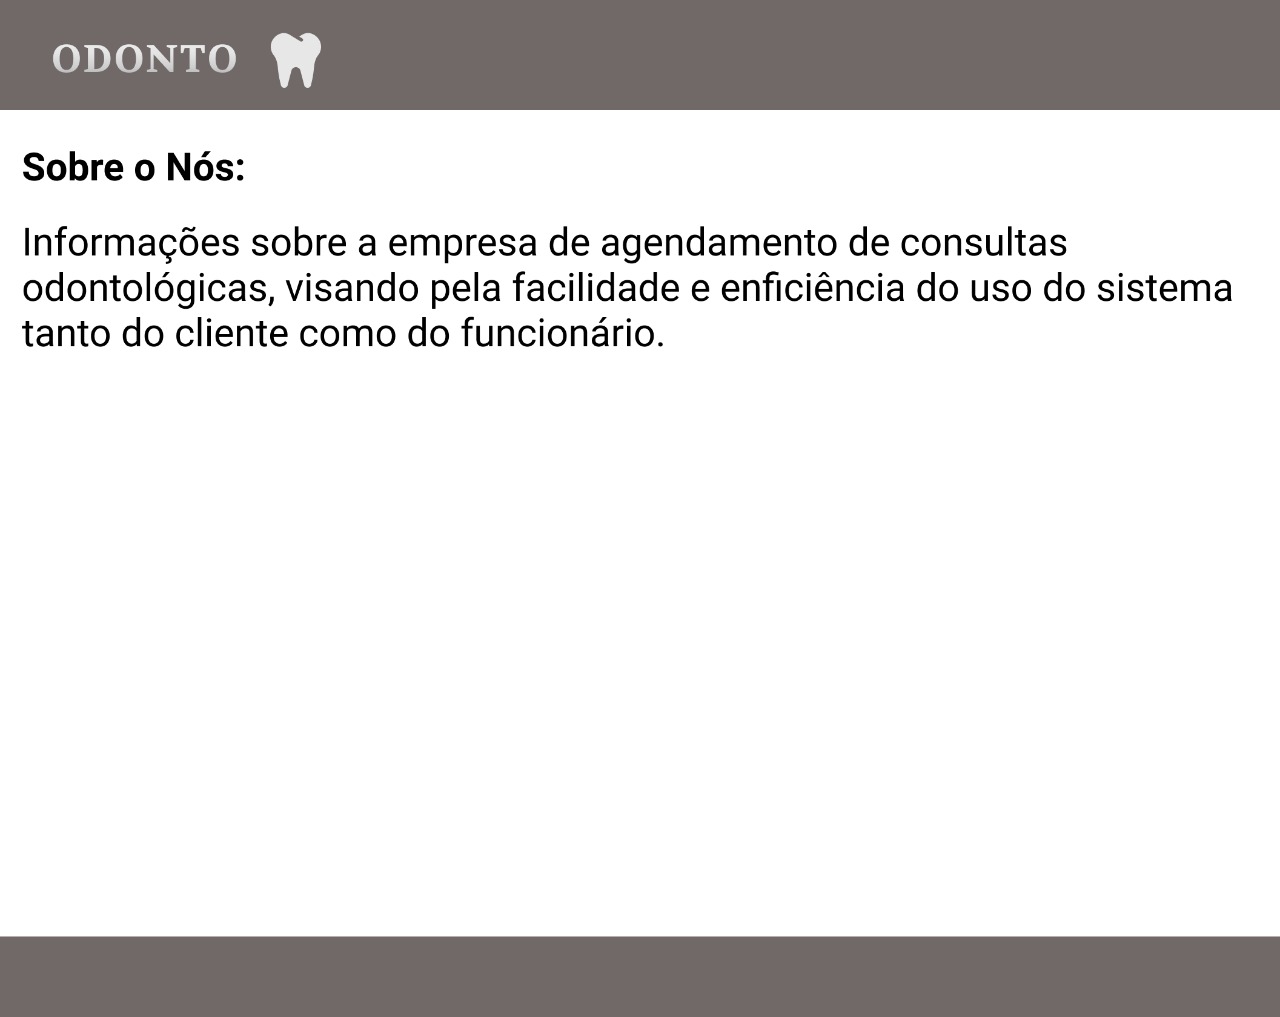 ODONTO
Sobre o Nós:
Informações sobre a empresa de agendamento de consultas
odontológicas, visando pela facilidade e enficiência do uso do sistema
tanto do cliente como do funcionário.